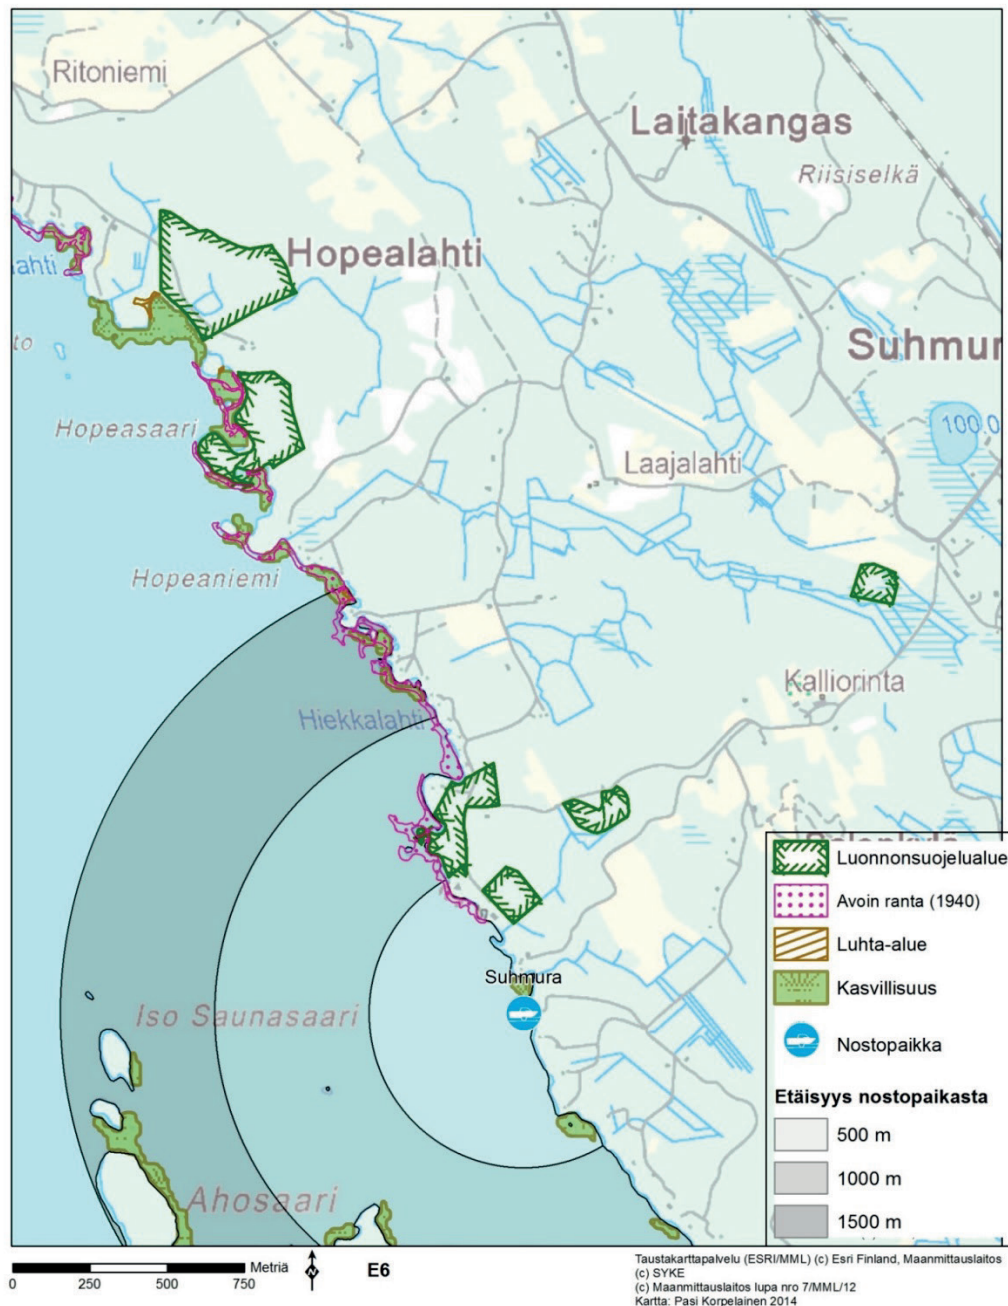 Ritoniemi
Laitakangas
Riisiselkä
Hopealahti
lahti
Suhmur
to
Hopeasaari
Laajalahti
100.0
Hopeaniemi
Kalliorinta
Hiekkalahti
Suhmura
Iso Saunasaari
Ahosaari
Luonnonsuojelualue
Avoin ranta (1940)
Luhta-alue
Kasvillisuus
Nostopaikka
Etäisyys nostopaikasta
500 m
1000 m
1500 m
0 250 500 750 Metriä
N
E6
Taustakarttapalvelu (ESRI/MML) (c) Esri Finland, Maanmittauslaitos
(c) SYKE
(c) Maanmittauslaitos lupa nro 7/MML/12
Kartta: Pasi Korpelainen 2014